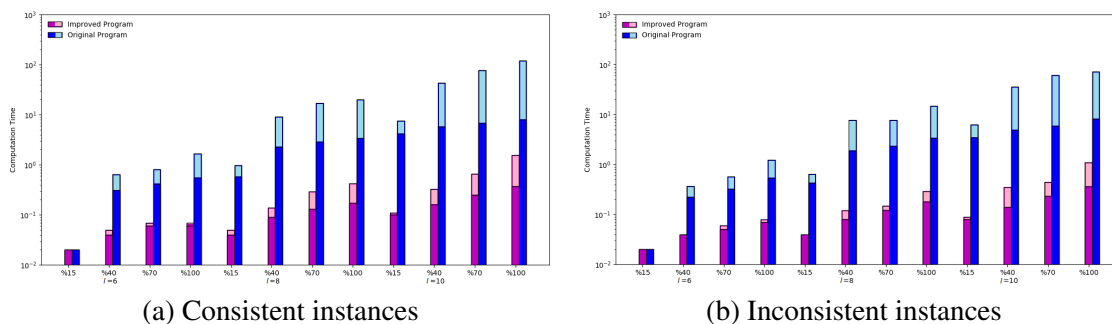 Improved Program
Original Program
Computation Time
10³
10²
10¹
10⁰
10⁻¹
10⁻²
%15 %40 %70 %100 %15 %40 %70 %100 %15 %40 %70 %100
l=6 l=8 l=10
(a) Consistent instances
Improved Program
Original Program
Computation Time
10³
10²
10¹
10⁰
10⁻¹
10⁻²
%15 %40 %70 %100 %15 %40 %70 %100 %15 %40 %70 %100
l=6 l=8 l=10
(b) Inconsistent instances